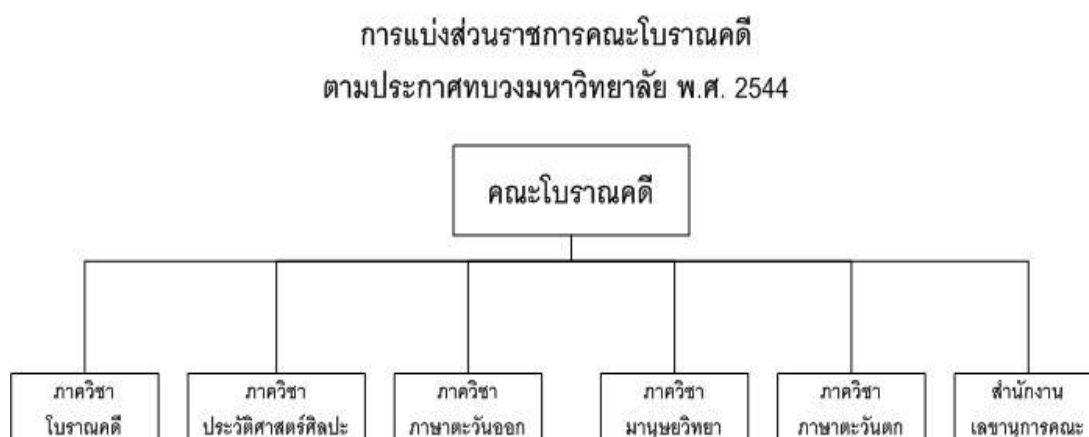 การแบ่งส่วนราชการคณะโบราณคดี
ตามประกาศทบวงมหาวิทยาลัย พ.ศ. 2544
คณะโบราณคดี
ภาควิชา
โบราณคดี
ภาควิชา
ประวัติศาสตร์ศิลปะ
ภาควิชา
ภาษาตะวันออก
ภาควิชา
มานุษยวิทยา
ภาควิชา
ภาษาตะวันตก
สำนักงาน
เลขานุการคณะ